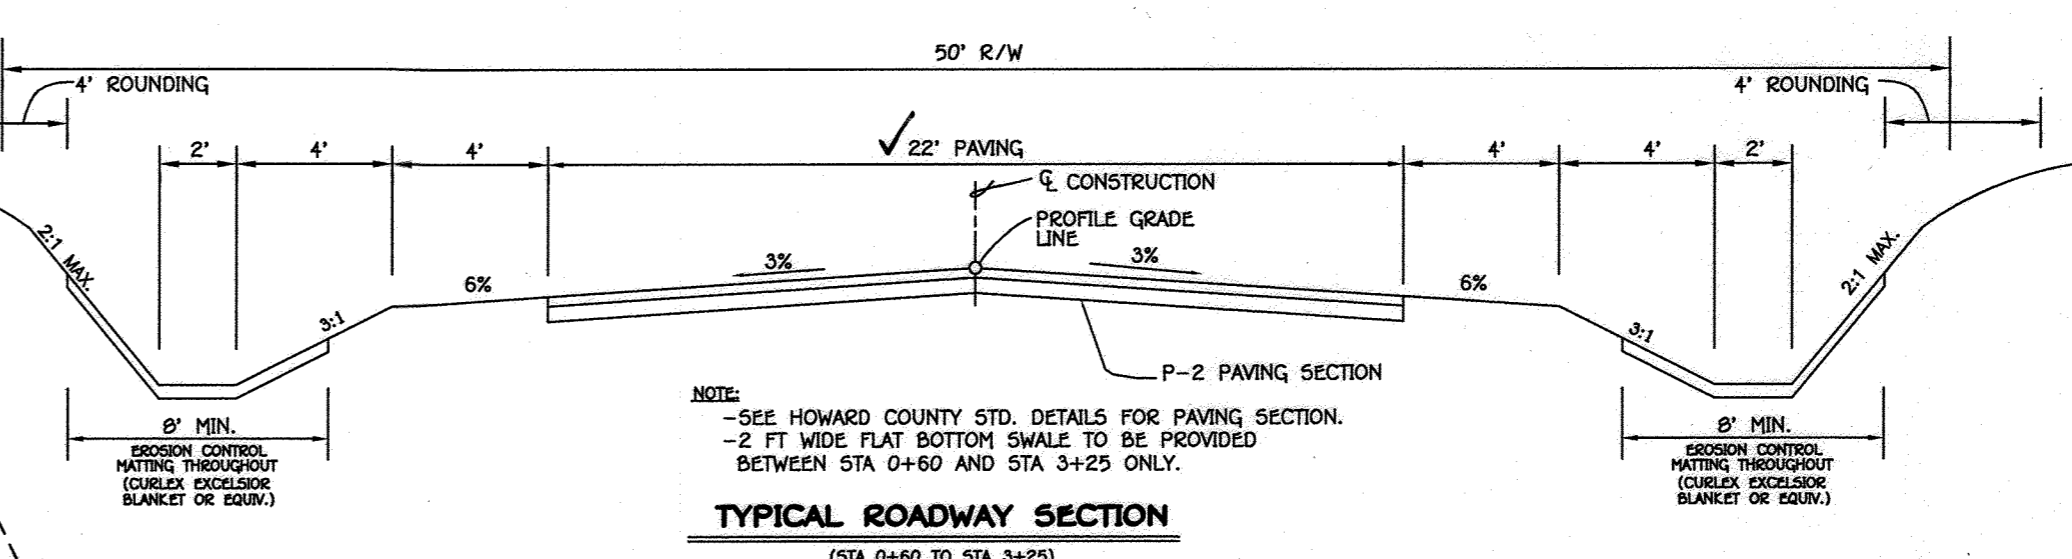 50' R/W
4' ROUNDING
4' ROUNDING
2'
4'
4'
22' PAVING
4'
4'
2'
℄ CONSTRUCTION
PROFILE GRADE
LINE
2:1 MAX.
3%
3%
2:1 MAX.
6%
6%
3:1
3:1
P-2 PAVING SECTION
NOTE:
-SEE HOWARD COUNTY STD. DETAILS FOR PAVING SECTION.
-2 FT WIDE FLAT BOTTOM SWALE TO BE PROVIDED
BETWEEN STA 0+60 AND STA 3+25 ONLY.
8' MIN.
EROSION CONTROL
MATTING THROUGHOUT
(CURLEX EXCELSIOR
BLANKET OR EQUIV.)
8' MIN.
EROSION CONTROL
MATTING THROUGHOUT
(CURLEX EXCELSIOR
BLANKET OR EQUIV.)
TYPICAL ROADWAY SECTION
(STA 0+60 TO STA 3+25)